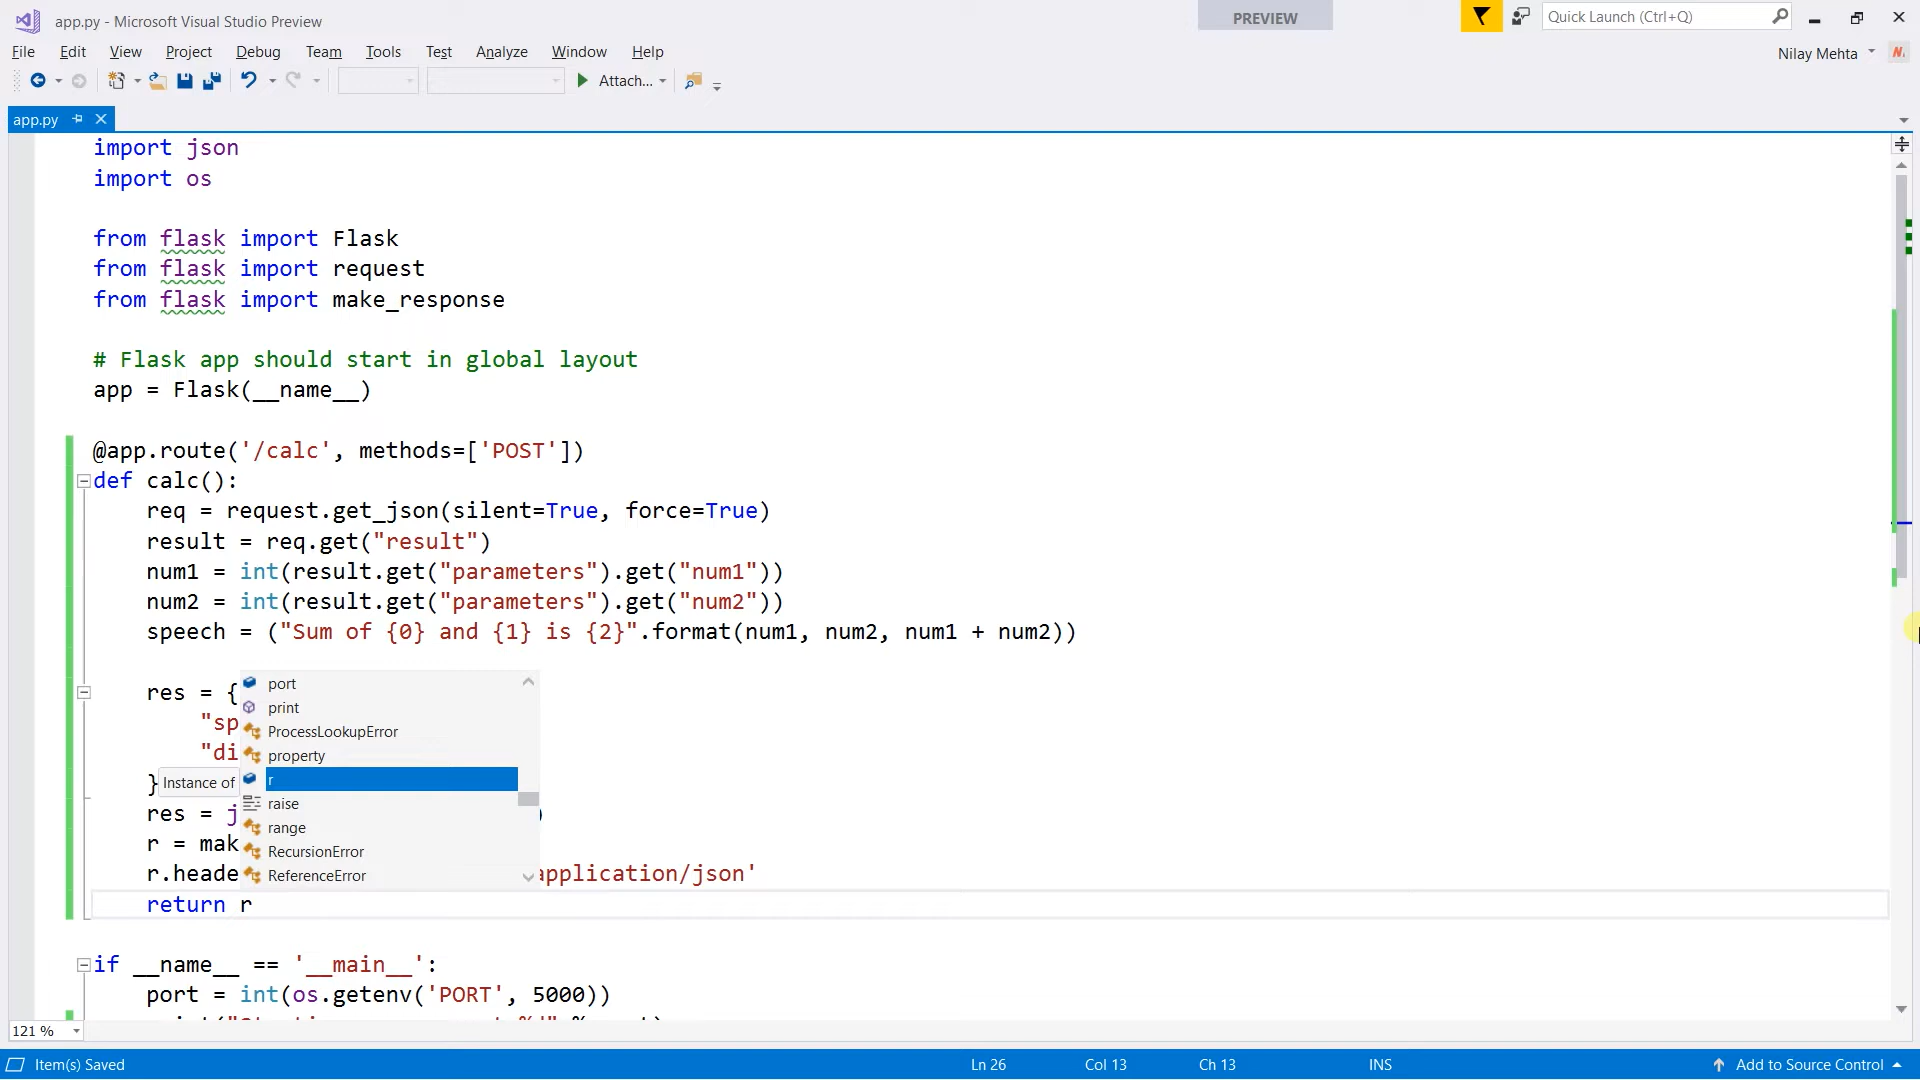 app.py - Microsoft Visual Studio Preview
PREVIEW
Quick Launch (Ctrl+Q)
File Edit View Project Debug Team Tools Test Analyze Window Help
Nilay Mehta
Attach...
app.py
import json
import os
from flask import Flask
from flask import request
from flask import make_response
# Flask app should start in global layout
app = Flask(__name__)
@app.route('/calc', methods=['POST'])
def calc():
req = request.get_json(silent=True, force=True)
result = req.get("result")
num1 = int(result.get("parameters").get("num1"))
num2 = int(result.get("parameters").get("num2"))
speech = ("Sum of {0} and {1} is {2}".format(num1, num2, num1 + num2))
res = {
"sp
"di
}
res = j
r = mak
r.heade
application/json'
return r
port
print
ProcessLookupError
property
Instance of
r
raise
range
RecursionError
ReferenceError
if __name__ == '__main__':
port = int(os.getenv('PORT', 5000))
121 %
Item(s) Saved
Ln 26
Col 13
Ch 13
INS
Add to Source Control